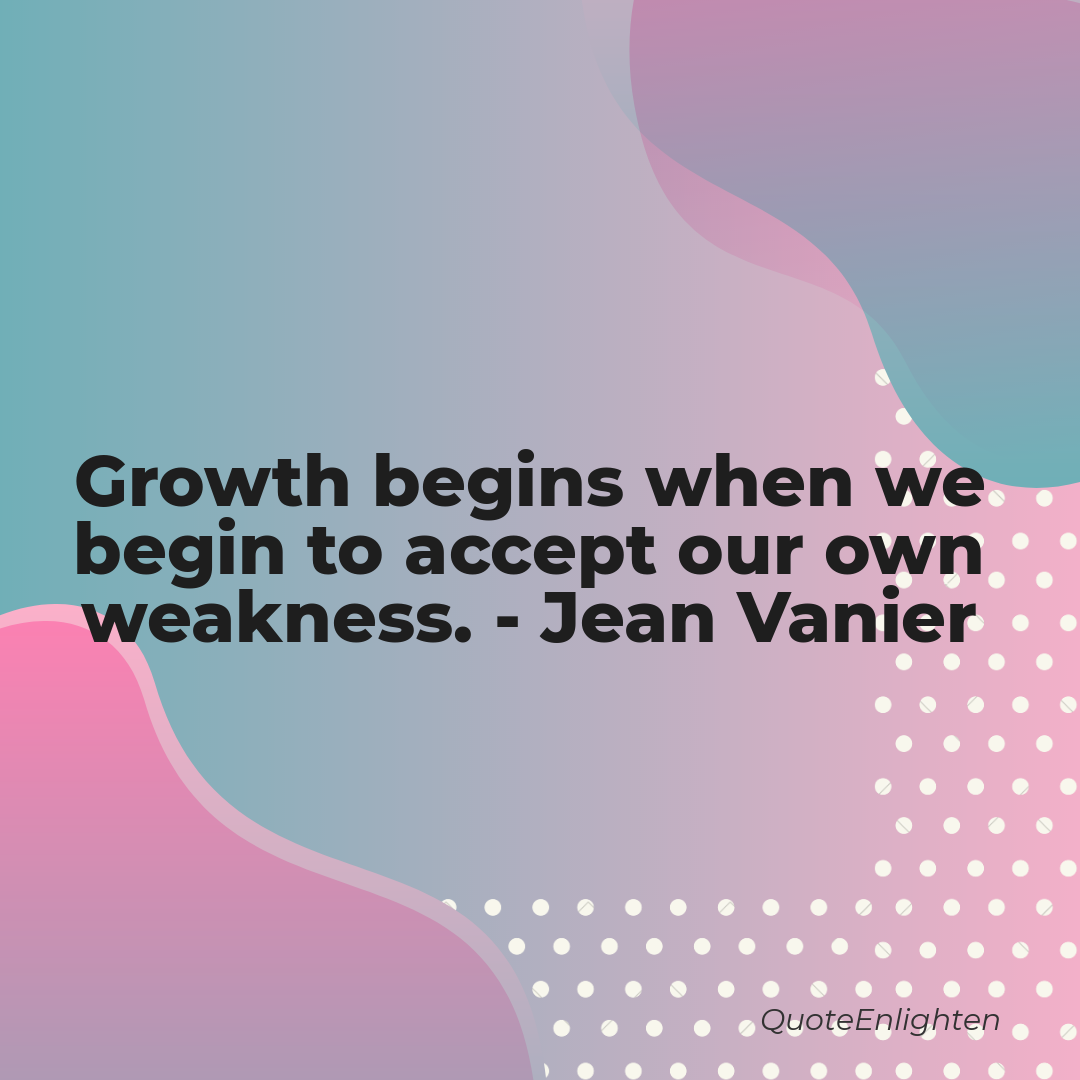 Growth begins when we
begin to accept our own
weakness. - Jean Vanier
QuoteEnlighten